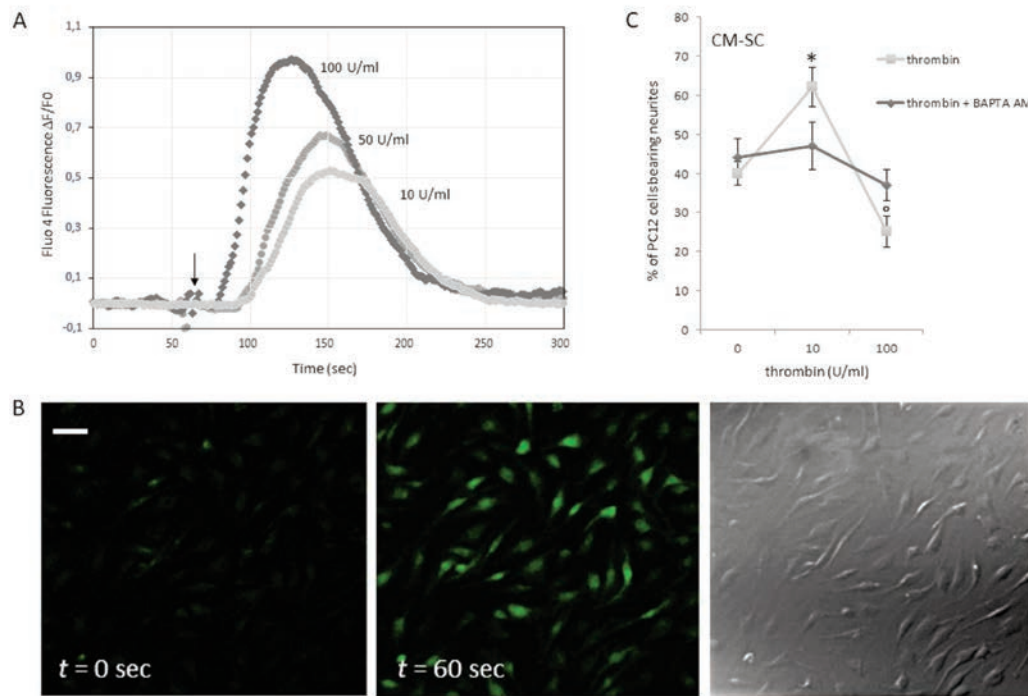 A
1,1
0,9
0,7
0,5
0,3
0,1
-0,1
Fluo 4 Fluorescence ΔF/F0
100 U/ml
50 U/ml
10 U/ml
0
50
100
150
200
250
300
Time (sec)
C
CM-SC
80
70
60
50
40
30
20
10
0
% of PC12 cells bearing neurites
*
°
thrombin
thrombin + BAPTA AM
0
10
100
thrombin (U/ml)
B
t = 0 sec
t = 60 sec